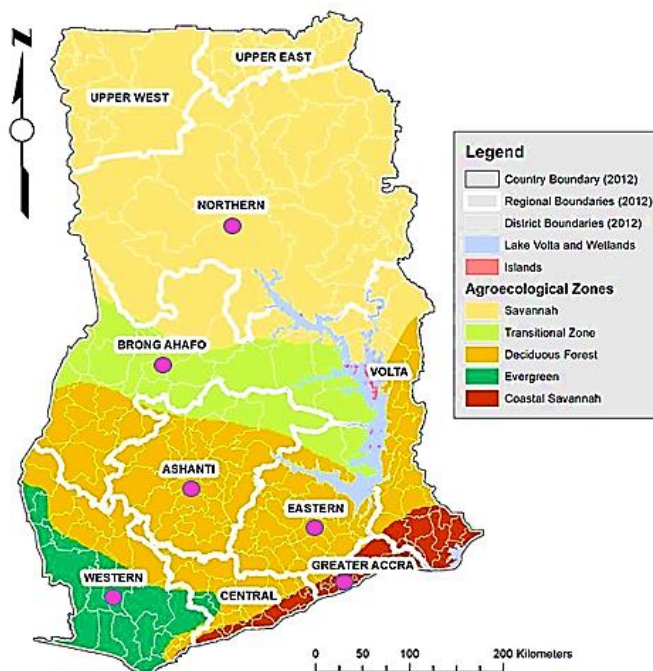 N
UPPER EAST
UPPER WEST
NORTHERN
BRONG AHAFO
VOLTA
ASHANTI
EASTERN
GREATER ACCRA
WESTERN
CENTRAL
Legend
Country Boundary (2012)
Regional Boundaries (2012)
District Boundaries (2012)
Lake Volta and Wetlands
Islands
Agroecological Zones
Savannah
Transitional Zone
Deciduous Forest
Evergreen
Coastal Savannah
0 50 100 200 Kilometers